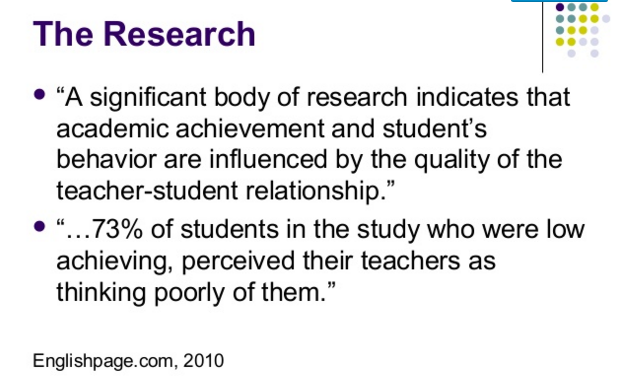 The Research
• “A significant body of research indicates that
academic achievement and student’s
behavior are influenced by the quality of the
teacher-student relationship.”
• “…73% of students in the study who were low
achieving, perceived their teachers as
thinking poorly of them.”
Englishpage.com, 2010